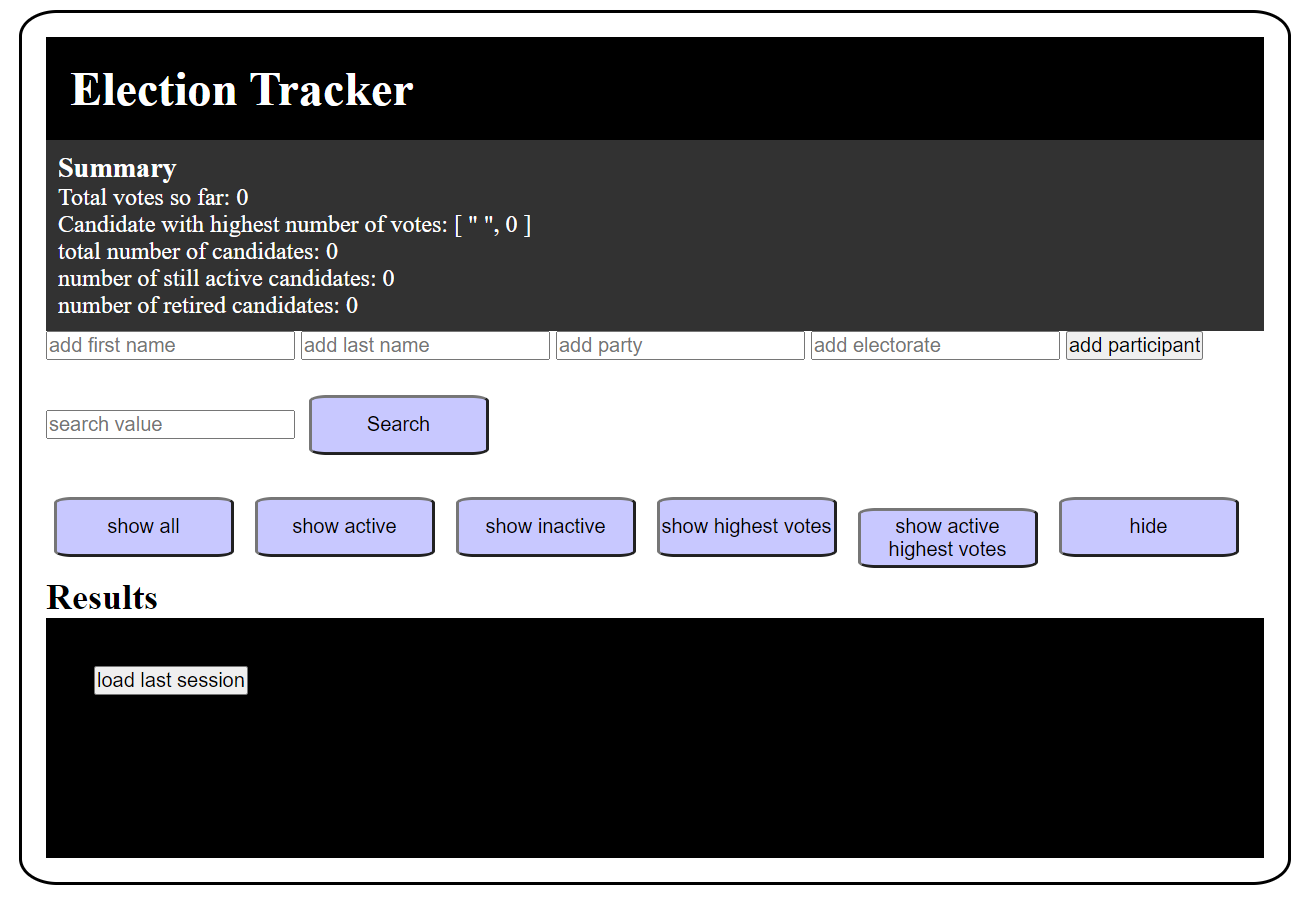 Election Tracker
Summary
Total votes so far: 0
Candidate with highest number of votes: [ " ", 0 ]
total number of candidates: 0
number of still active candidates: 0
number of retired candidates: 0
add first name add last name add party add electorate add participant
search value Search
show all show active show inactive show highest votes show active highest votes hide
Results
load last session